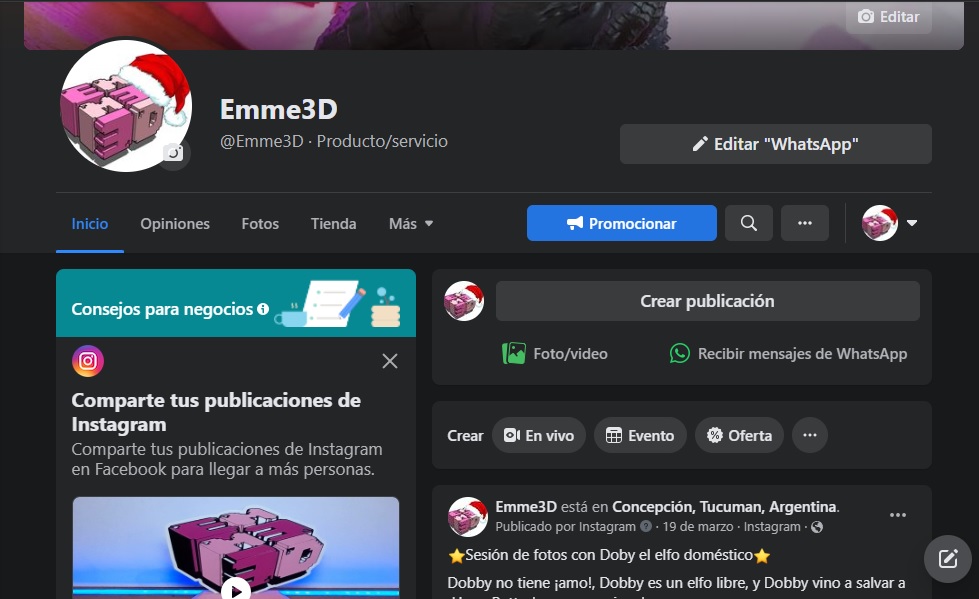 Editar
Emme3D
@Emme3D · Producto/servicio
Editar "WhatsApp"
Inicio
Opiniones
Fotos
Tienda
Más
Promocionar
Consejos para negocios
Comparte tus publicaciones de
Instagram
Comparte tus publicaciones de Instagram
en Facebook para llegar a más personas.
Crear publicación
Foto/video
Recibir mensajes de WhatsApp
Crear
En vivo
Evento
Oferta
Emme3D está en Concepción, Tucuman, Argentina.
Publicado por Instagram · 19 de marzo · Instagram ·
⭐Sesión de fotos con Doby el elfo doméstico⭐
Dobby no tiene ¡amo!, Dobby es un elfo libre, y Dobby vino a salvar a